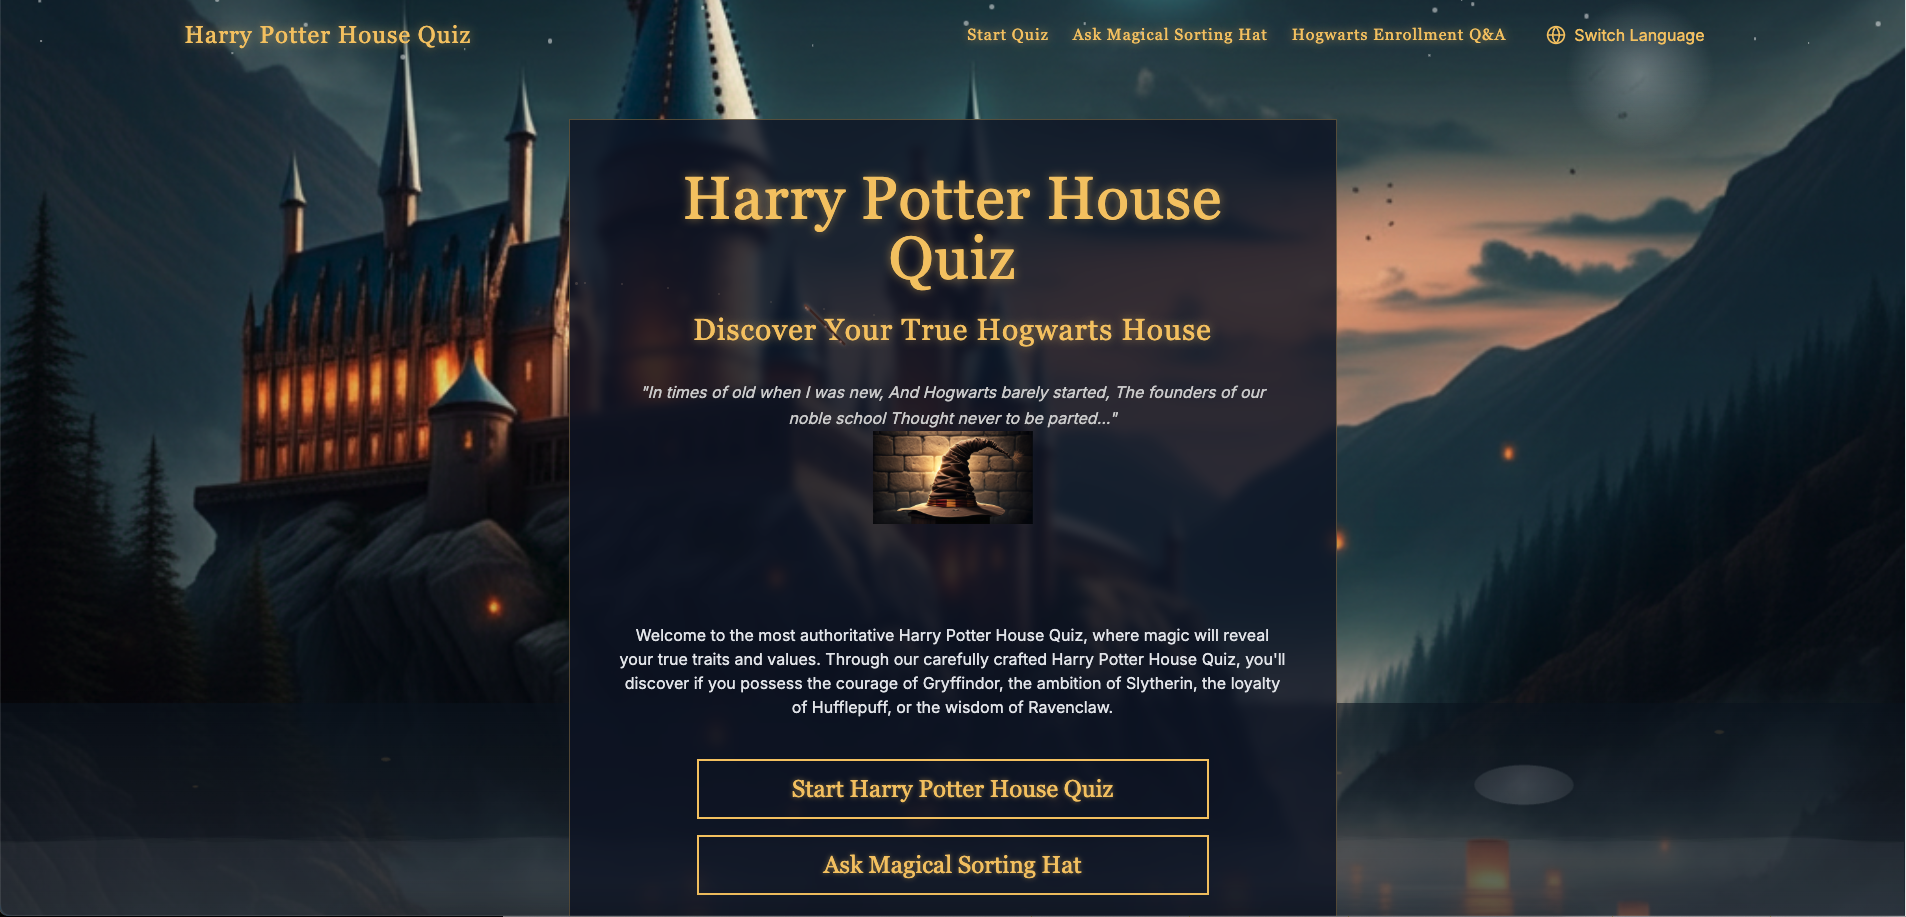 Harry Potter House Quiz
Start Quiz
Ask Magical Sorting Hat
Hogwarts Enrollment Q&A
Switch Language
Harry Potter House
Quiz
Discover Your True Hogwarts House
"In times of old when I was new, And Hogwarts barely started, The founders of our
noble school Thought never to be parted..."
Welcome to the most authoritative Harry Potter House Quiz, where magic will reveal
your true traits and values. Through our carefully crafted Harry Potter House Quiz, you'll
discover if you possess the courage of Gryffindor, the ambition of Slytherin, the loyalty
of Hufflepuff, or the wisdom of Ravenclaw.
Start Harry Potter House Quiz
Ask Magical Sorting Hat